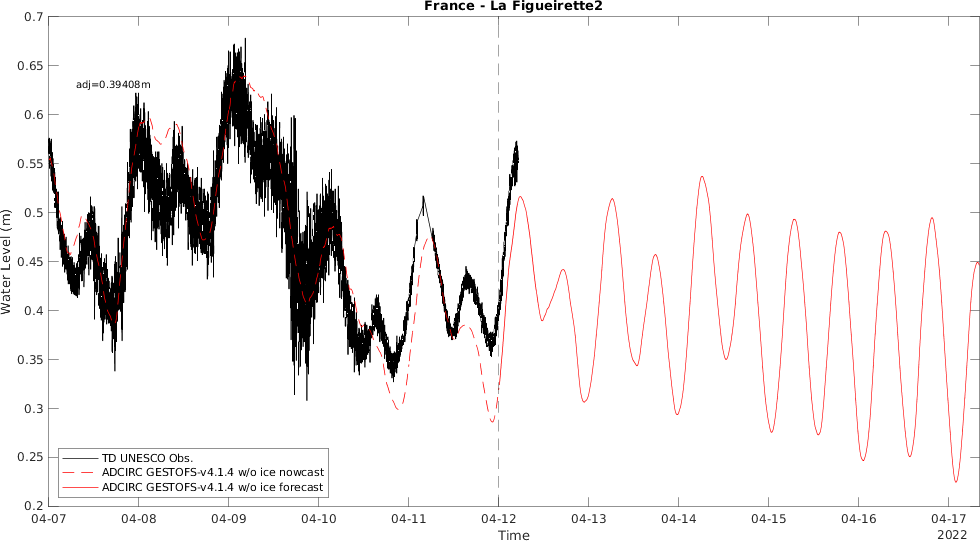 France - La Figueirette2
0.7
0.65
0.6
0.55
0.5
0.45
0.4
0.35
0.3
0.25
0.2
Water Level (m)
adj=0.39408m
TD UNESCO Obs.
ADCIRC GESTOFS-v4.1.4 w/o ice nowcast
ADCIRC GESTOFS-v4.1.4 w/o ice forecast
04-07 04-08 04-09 04-10 04-11 04-12 04-13 04-14 04-15 04-16 04-17
Time
2022